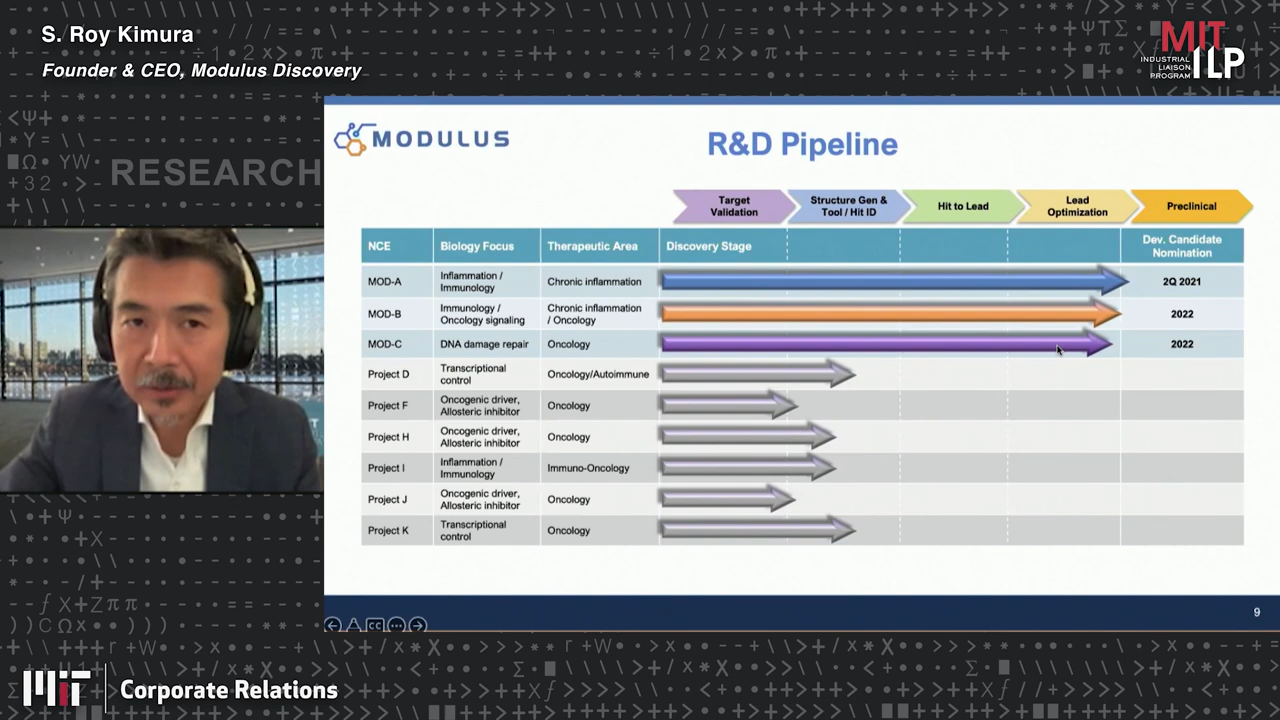 S. Roy Kimura
Founder & CEO, Modulus Discovery
MIT
INDUSTRIAL
LIAISON
PROGRAM
ILP
RESEARCH
MODULUS
R&D Pipeline
Target
Validation
Structure Gen &
Tool / Hit ID
Hit to Lead
Lead
Optimization
Preclinical
NCE
Biology Focus
Therapeutic Area
Discovery Stage
Dev. Candidate
Nomination
MOD-A
Inflammation /
Immunology
Chronic inflammation
2Q 2021
MOD-B
Immunology /
Oncology signaling
Chronic inflammation
/ Oncology
2022
MOD-C
DNA damage repair
Oncology
2022
Project D
Transcriptional
control
Oncology/Autoimmune
Project F
Oncogenic driver,
Allosteric inhibitor
Oncology
Project H
Oncogenic driver,
Allosteric inhibitor
Oncology
Project I
Inflammation /
Immunology
Immuno-Oncology
Project J
Oncogenic driver,
Allosteric inhibitor
Oncology
Project K
Transcriptional
control
Oncology
9
MIT
Corporate Relations